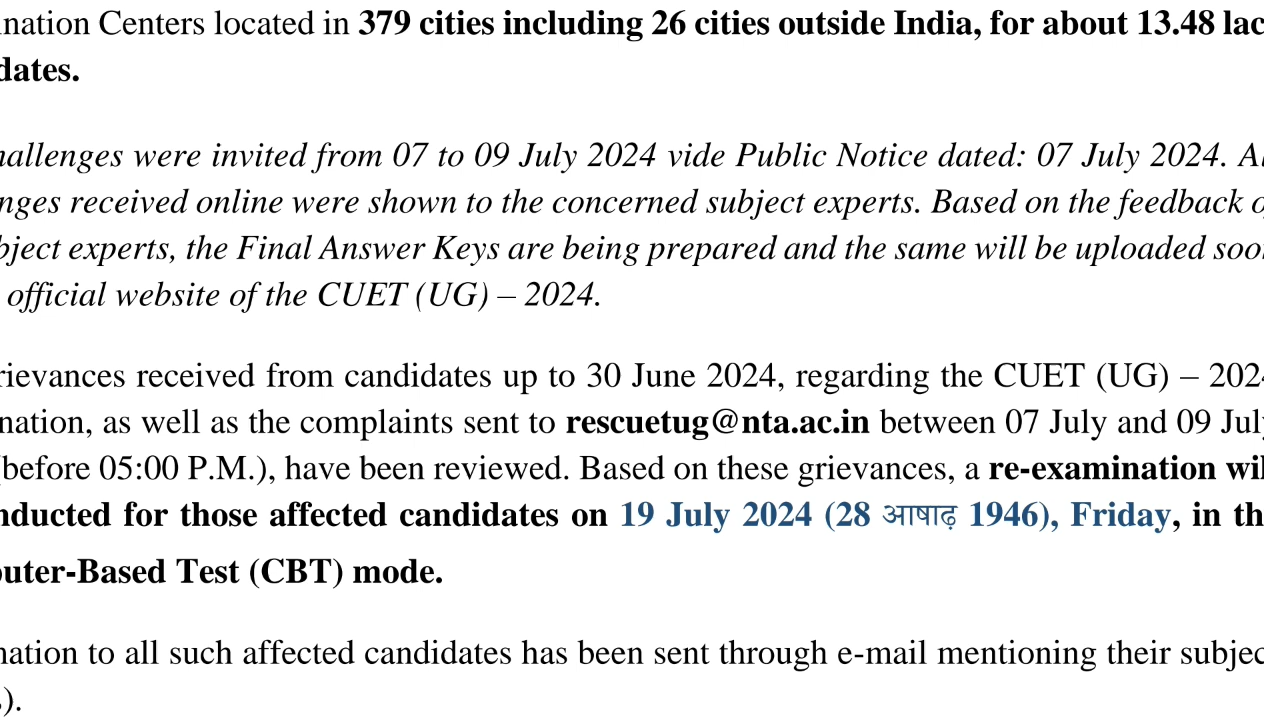 ination Centers located in 379 cities including 26 cities outside India, for about 13.48 lac
dates.
hallenges were invited from 07 to 09 July 2024 vide Public Notice dated: 07 July 2024. Al
nges received online were shown to the concerned subject experts. Based on the feedback o
bject experts, the Final Answer Keys are being prepared and the same will be uploaded soo
official website of the CUET (UG) – 2024.
rievances received from candidates up to 30 June 2024, regarding the CUET (UG) – 2024
nation, as well as the complaints sent to rescuetug@nta.ac.in between 07 July and 09 July
(before 05:00 P.M.), have been reviewed. Based on these grievances, a re-examination wil
nducted for those affected candidates on 19 July 2024 (28 आषाढ़ 1946), Friday, in th
puter-Based Test (CBT) mode.
nation to all such affected candidates has been sent through e-mail mentioning their subjec
s).